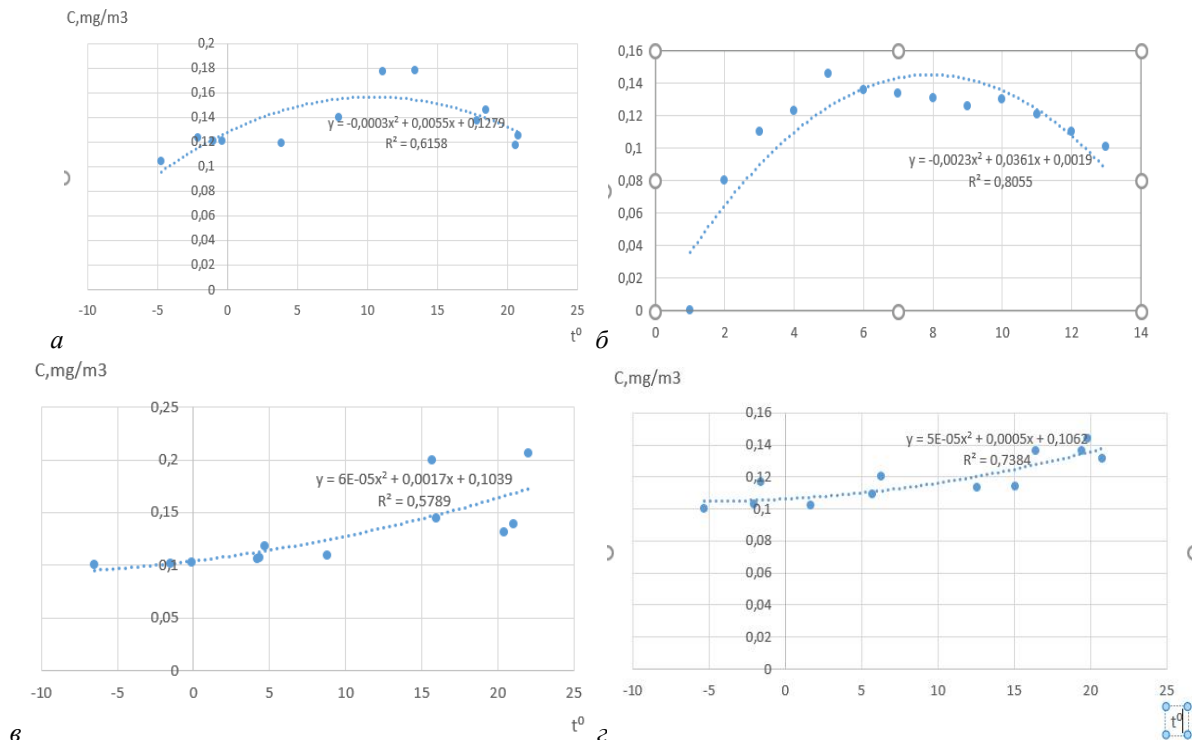 C,mg/m3
0,2
0,18
0,16
0,14
0,12
0,1
0,08
0,06
0,04
0,02
0
y = -0,0003x² + 0,0055x + 0,1279
R² = 0,6158
-10 -5 0 5 10 15 20 25
а
t⁰
0,16
0,14
0,12
0,1
0,08
0,06
0,04
0,02
0
y = -0,0023x² + 0,0361x + 0,0019
R² = 0,8055
0 2 4 6 8 10 12 14
б
C,mg/m3
0,25
0,2
0,15
0,1
0,05
0
y = 6E-05x² + 0,0017x + 0,1039
R² = 0,5789
-10 -5 0 5 10 15 20 25
в
t⁰
C,mg/m3
0,16
0,14
0,12
0,1
0,08
0,06
0,04
0,02
0
y = 5E-05x² + 0,0005x + 0,1062
R² = 0,7384
-10 -5 0 5 10 15 20 25
г
t⁰